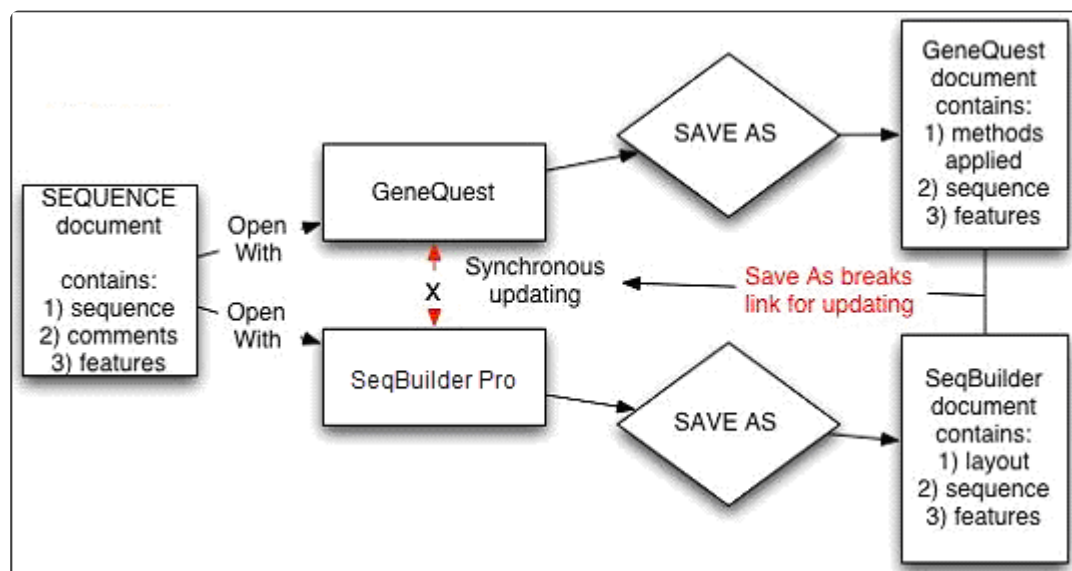 SEQUENCE
document
contains:
1) sequence
2) comments
3) features
Open
With
Open
With
GeneQuest
X
Synchronous
updating
SeqBuilder Pro
SAVE AS
SAVE AS
Save As breaks
link for updating
GeneQuest
document
contains:
1) methods
applied
2) sequence
3) features
SeqBuilder
document
contains:
1) layout
2) sequence
3) features